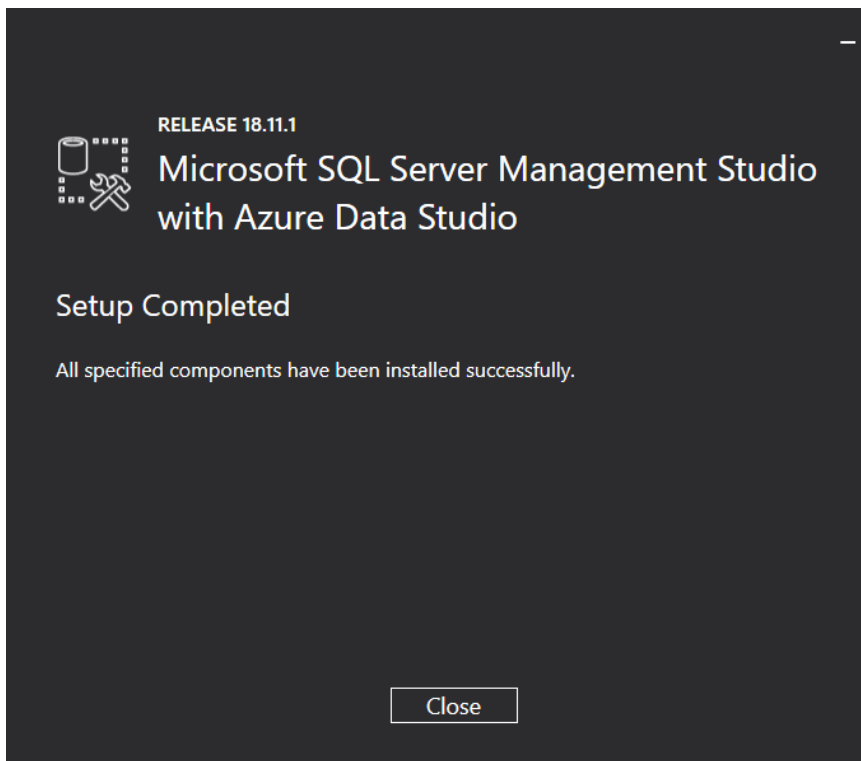 RELEASE 18.11.1
Microsoft SQL Server Management Studio
with Azure Data Studio
Setup Completed
All specified components have been installed successfully.
Close